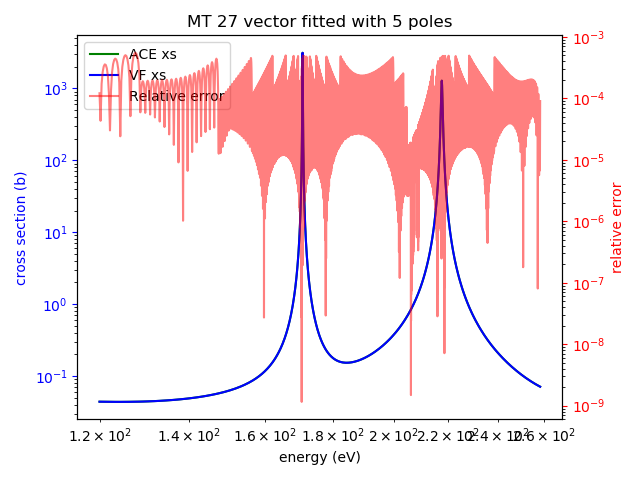 MT 27 vector fitted with 5 poles
ACE xs
VF xs
Relative error
10³
10²
10¹
10⁰
10⁻¹
cross section (b)
10⁻³
10⁻⁴
10⁻⁵
10⁻⁶
10⁻⁷
10⁻⁸
10⁻⁹
relative error
1.2 × 10² 1.4 × 10² 1.6 × 10² 1.8 × 10² 2 × 10² 2.2 × 10² 2.4 × 10² 2.6 × 10²
energy (eV)